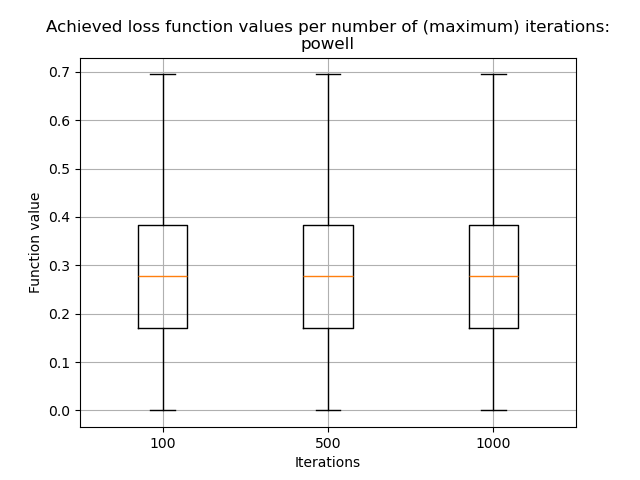 Achieved loss function values per number of (maximum) iterations:
powell
0.7
0.6
0.5
0.4
0.3
0.2
0.1
0.0
Function value
100 500 1000
Iterations